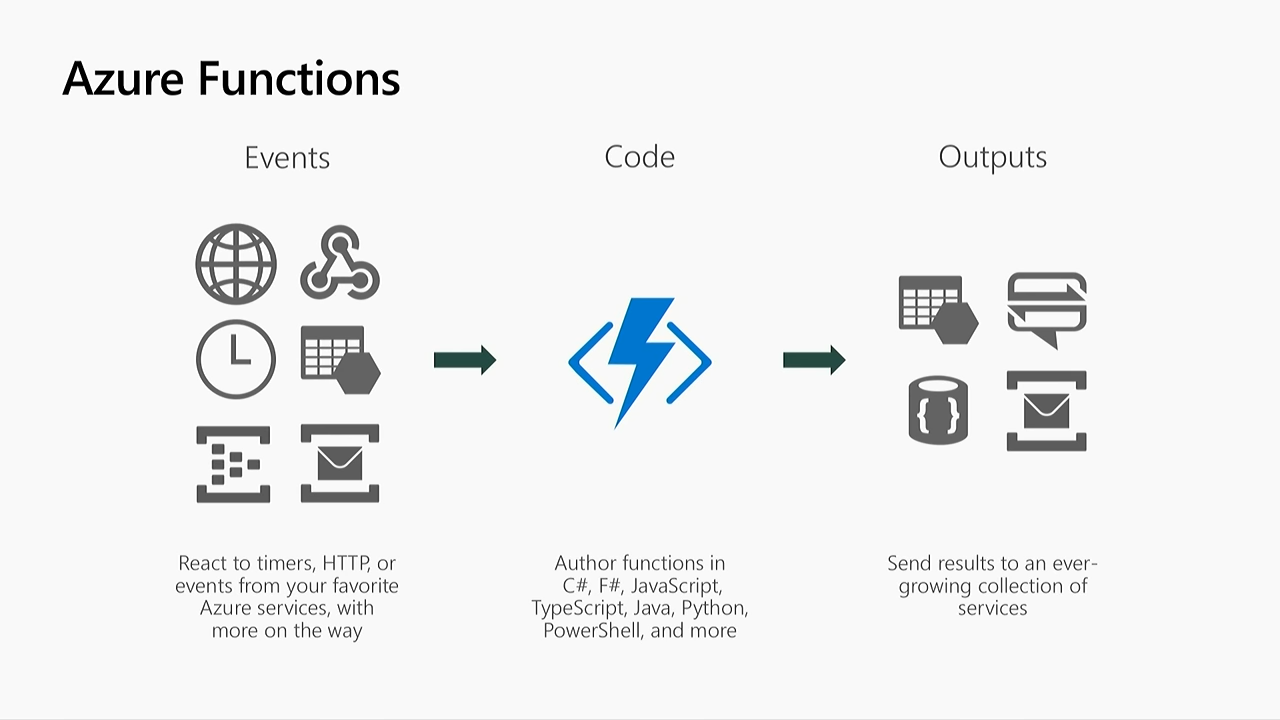 Azure Functions
Events
Code
Outputs
React to timers, HTTP, or
events from your favorite
Azure services, with
more on the way
Author functions in
C#, F#, JavaScript,
TypeScript, Java, Python,
PowerShell, and more
Send results to an ever-
growing collection of
services